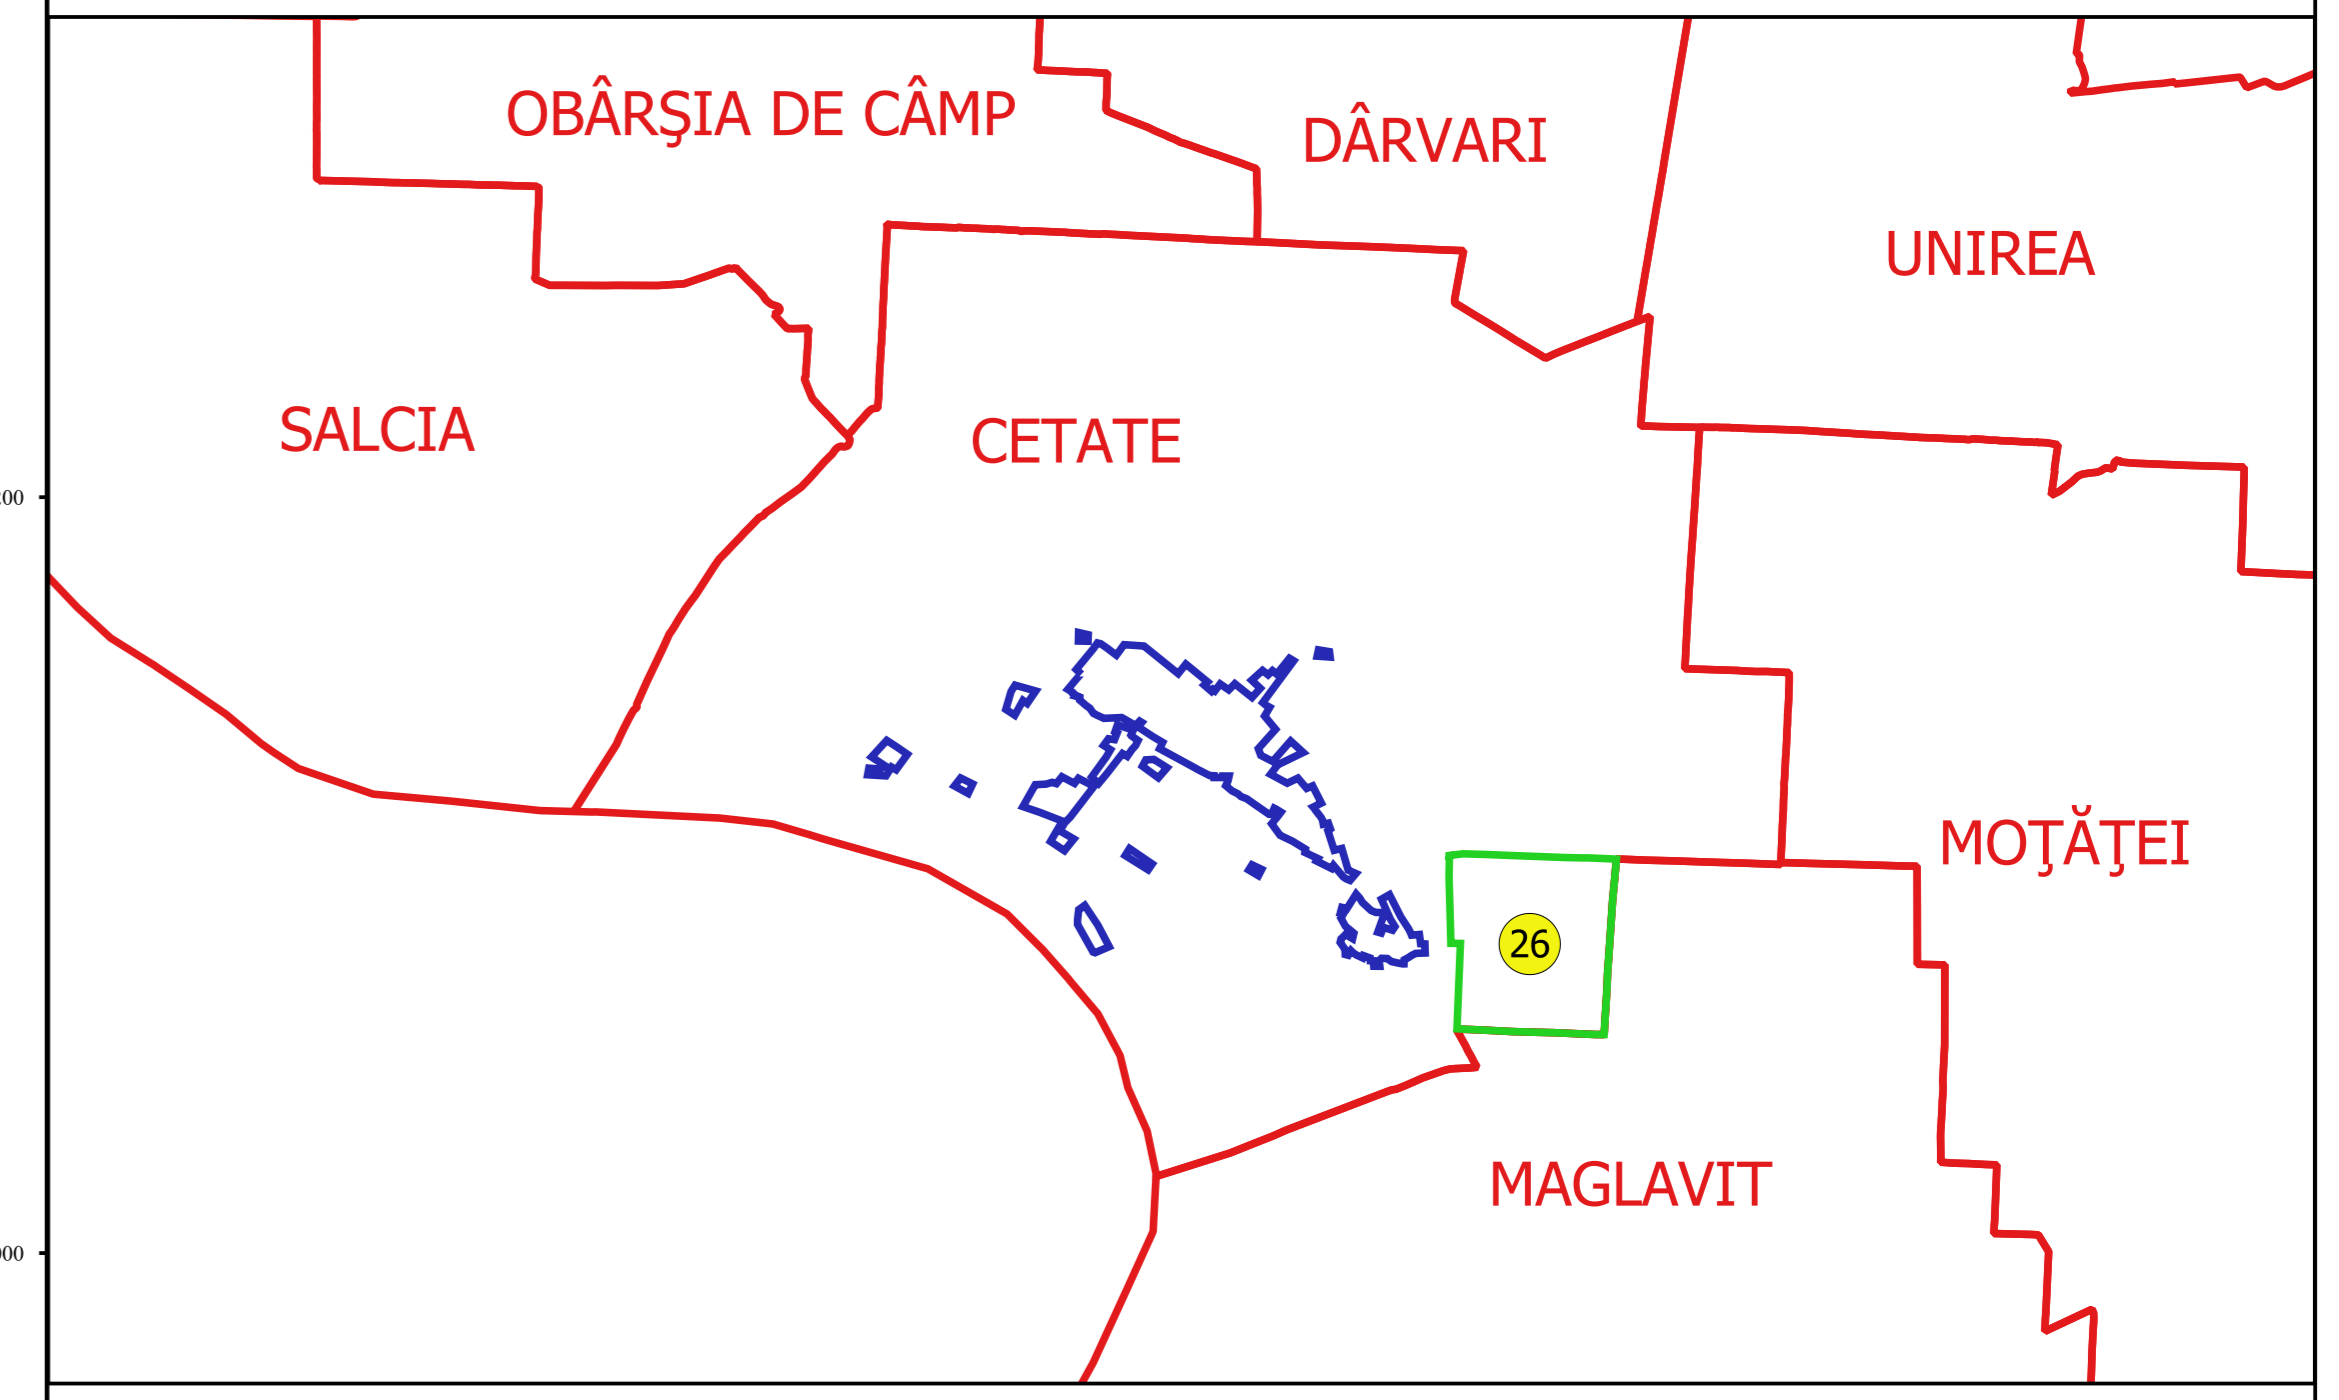 OBÂRŞIA DE CÂMP
DÂRVARI
UNIREA
SALCIA
CETATE
MOŢĂŢEI
26
MAGLAVIT